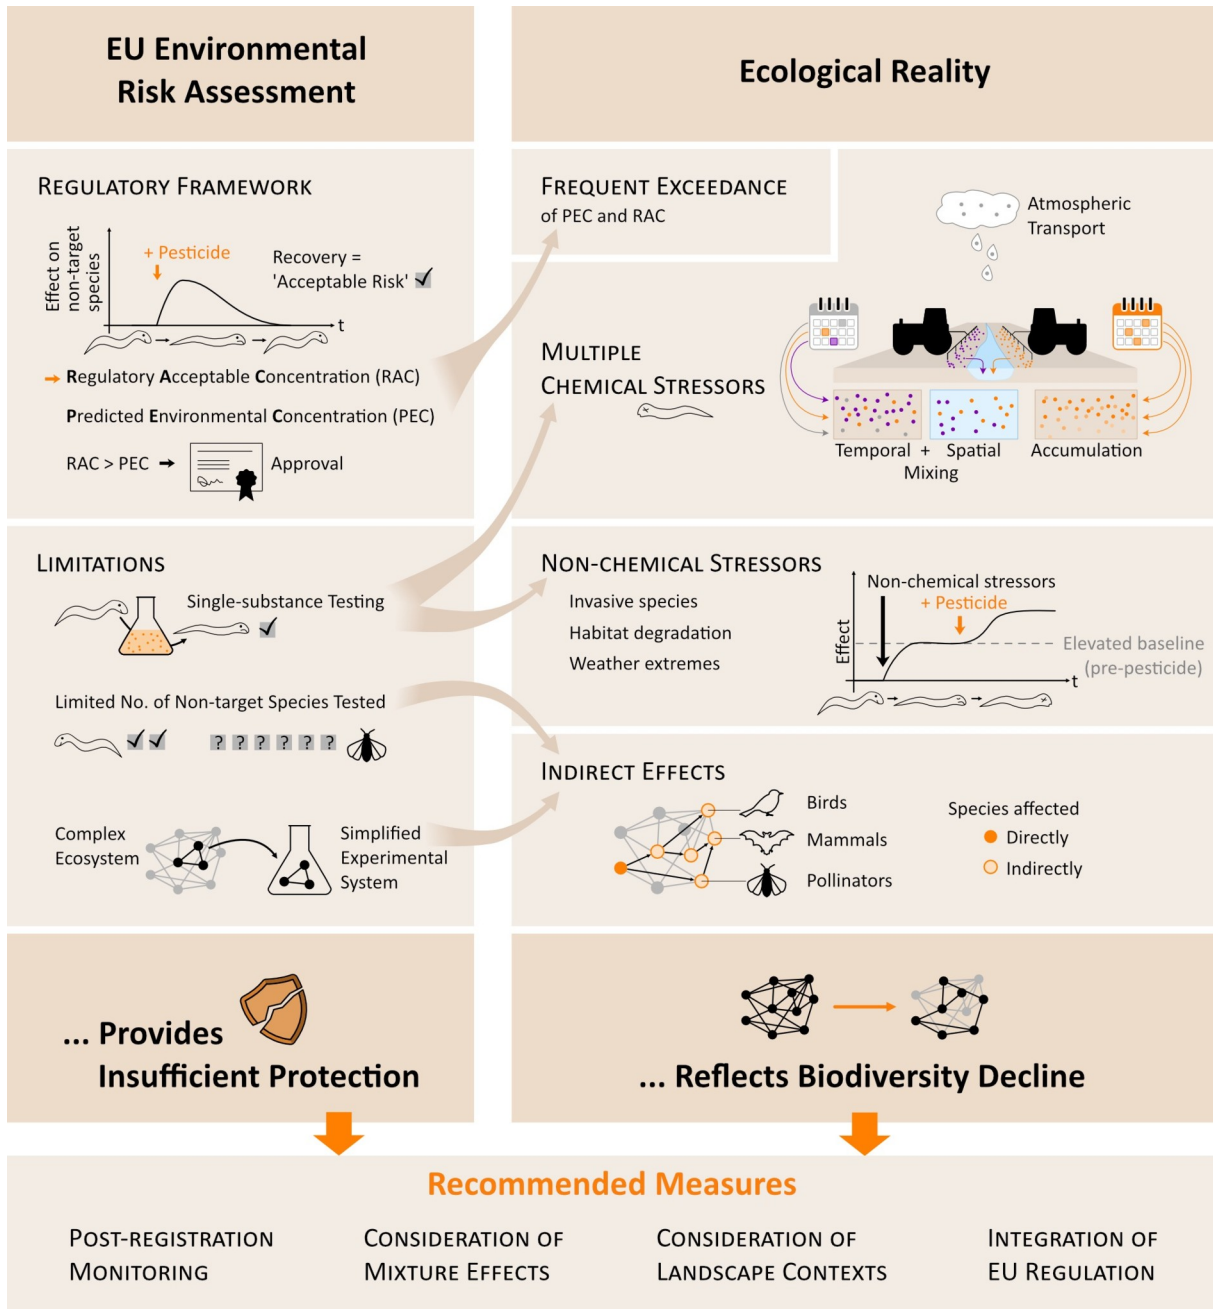 EU Environmental
Risk Assessment
REGULATORY FRAMEWORK
Effect on
non-target
species
+ Pesticide
Recovery =
'Acceptable Risk'
t
Regulatory Acceptable Concentration (RAC)
Predicted Environmental Concentration (PEC)
RAC > PEC
Approval
LIMITATIONS
Single-substance Testing
Limited No. of Non-target Species Tested
? ? ? ? ? ?
Complex
Ecosystem
Simplified
Experimental
System
... Provides
Insufficient Protection
Ecological Reality
FREQUENT EXCEEDANCE
of PEC and RAC
Atmospheric
Transport
MULTIPLE
CHEMICAL STRESSORS
Temporal + Spatial
Mixing
Accumulation
NON-CHEMICAL STRESSORS
Invasive species
Habitat degradation
Weather extremes
Effect
Non-chemical stressors
+ Pesticide
Elevated baseline
(pre-pesticide)
t
INDIRECT EFFECTS
Birds
Mammals
Pollinators
Species affected
Directly
Indirectly
... Reflects Biodiversity Decline
Recommended Measures
POST-REGISTRATION
MONITORING
CONSIDERATION OF
MIXTURE EFFECTS
CONSIDERATION OF
LANDSCAPE CONTEXTS
INTEGRATION OF
EU REGULATION